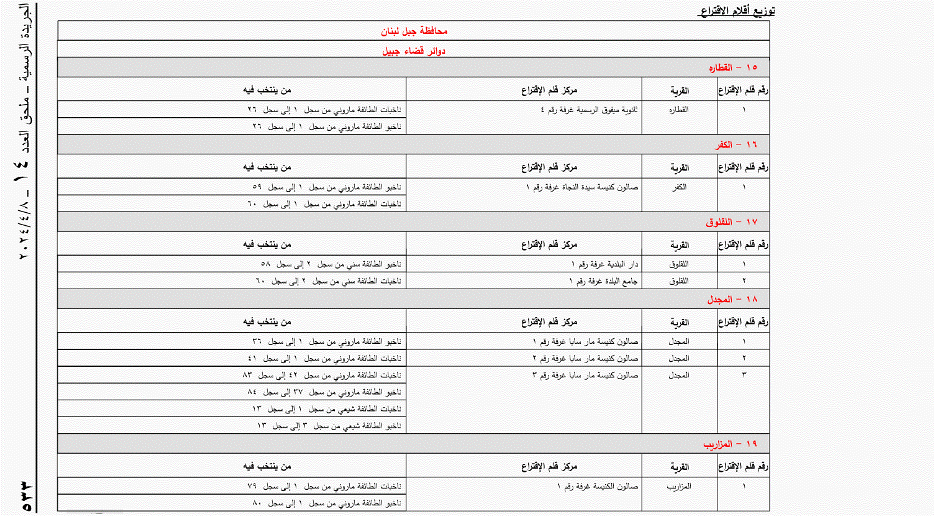 توزيع أقلام الاقتراع
محافظة جبل لبنان
دوائر قضاء جبيل
١٥ - القطاره
رقم قلم الإقتراع القرية مركز قلم الإقتراع من ينتخب فيه
١ القطاره ثانوية ميفوق الرسمية غرفة رقم ٤ ناخبات الطائفة ماروني من سجل ١ إلى سجل ٢٦
ناخبو الطائفة ماروني من سجل ١ إلى سجل ٢٦
١٦ - الكفر
رقم قلم الإقتراع القرية مركز قلم الإقتراع من ينتخب فيه
١ الكفر صالون كنيسة سيدة النجاة غرفة رقم ١ ناخبو الطائفة ماروني من سجل ١ إلى سجل ٥٩
ناخبات الطائفة ماروني من سجل ١ إلى سجل ٦٠
١٧ - اللقلوق
رقم قلم الإقتراع القرية مركز قلم الإقتراع من ينتخب فيه
١ اللقلوق دار البلدية غرفة رقم ١ ناخبو الطائفة سني من سجل ٢ إلى سجل ٥٨
٢ اللقلوق جامع البلدة غرفة رقم ١ ناخبات الطائفة سني من سجل ٢ إلى سجل ٦٠
١٨ - المجدل
رقم قلم الإقتراع القرية مركز قلم الإقتراع من ينتخب فيه
١ المجدل صالون كنيسة مار سابا غرفة رقم ١ ناخبو الطائفة ماروني من سجل ١ إلى سجل ٣٦
٢ المجدل صالون كنيسة مار سابا غرفة رقم ٢ ناخبات الطائفة ماروني من سجل ١ إلى سجل ٤١
٣ المجدل صالون كنيسة مار سابا غرفة رقم ٣ ناخبات الطائفة ماروني من سجل ٤٢ إلى سجل ٨٣
ناخبو الطائفة ماروني من سجل ٣٧ إلى سجل ٨٤
ناخبات الطائفة شيعي من سجل ١ إلى سجل ١٣
ناخبو الطائفة شيعي من سجل ٣ إلى سجل ١٣
١٩ - المزاريب
رقم قلم الإقتراع القرية مركز قلم الإقتراع من ينتخب فيه
١ المزاريب صالون الكنيسة غرفة رقم ١ ناخبات الطائفة ماروني من سجل ١ إلى سجل ٧٩
ناخبو الطائفة ماروني من سجل ١ إلى سجل ٨٠
الجريدة الرسمية – ملحق العدد ١٤ – ٢٠٢٤/٤/٨
٥٣٣